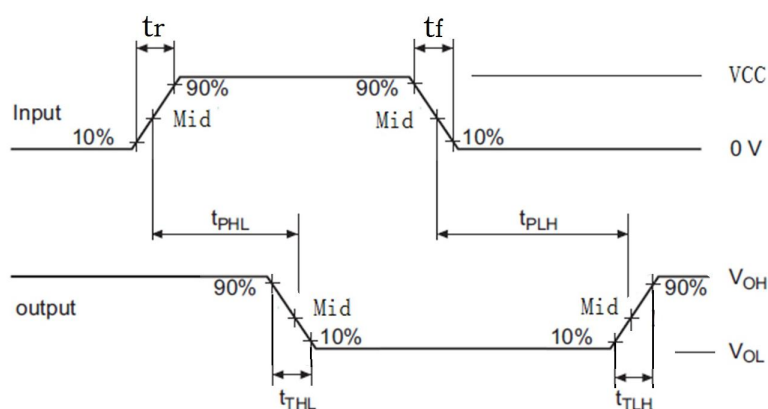 tr
tf
90%
90%
VCC
Input
Mid
Mid
10%
10%
0 V
tPHL
tPLH
90%
Mid
Mid
90%
VOH
output
10%
10%
VOL
tTHL
tTLH